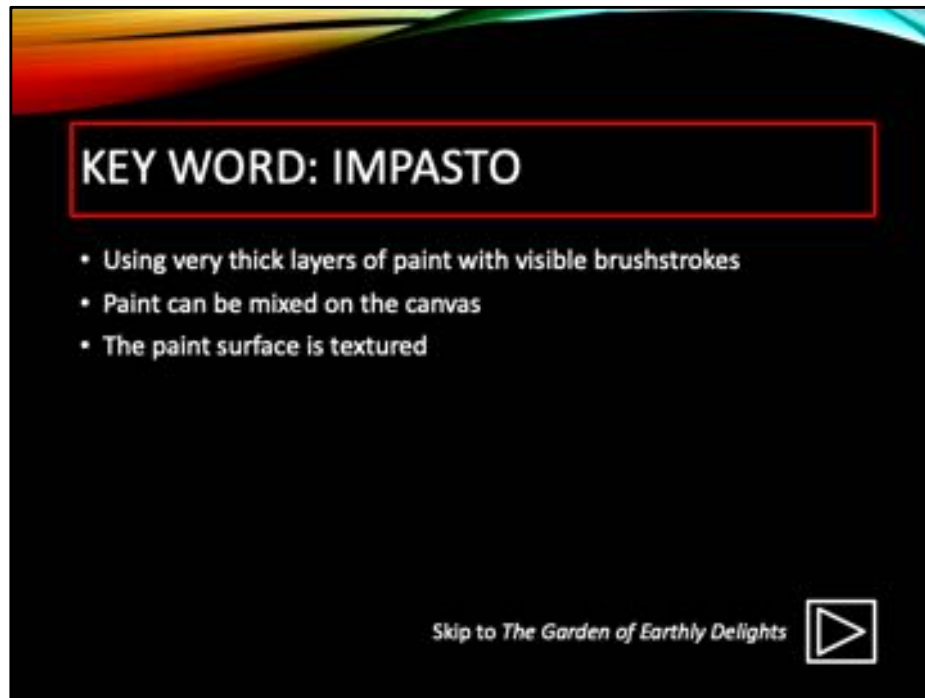 KEY WORD: IMPASTO
• Using very thick layers of paint with visible brushstrokes
• Paint can be mixed on the canvas
• The paint surface is textured
Skip to The Garden of Earthly Delights